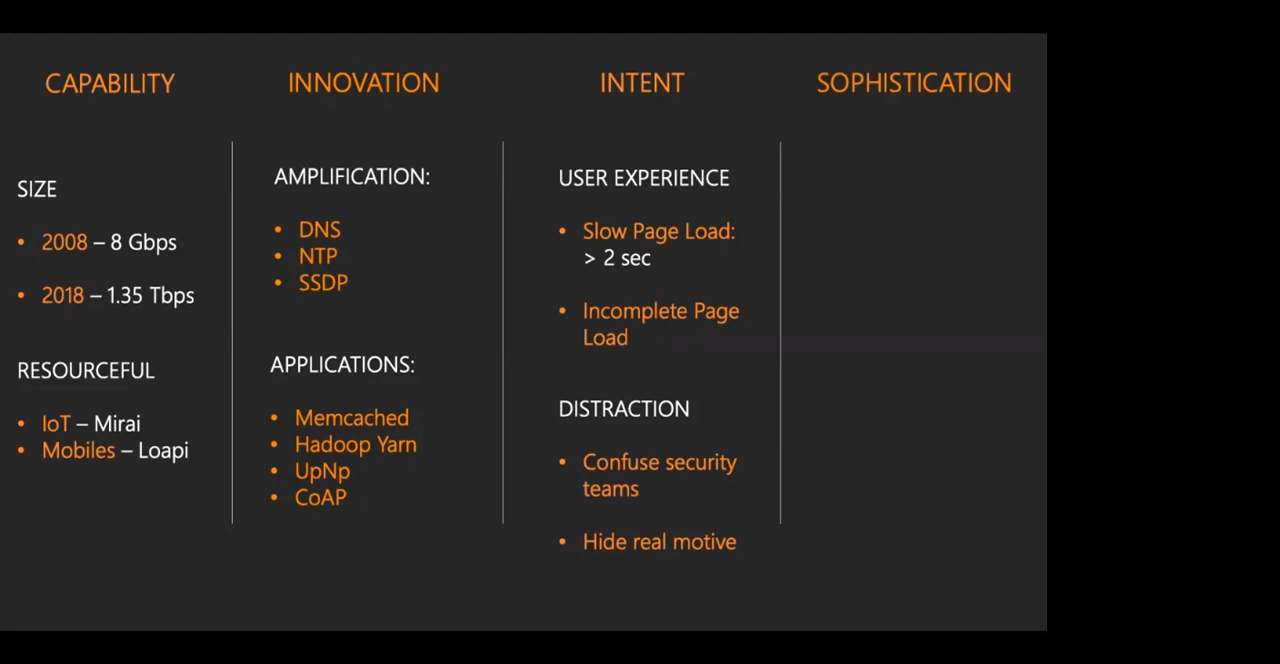 CAPABILITY
INNOVATION
INTENT
SOPHISTICATION
SIZE
• 2008 – 8 Gbps
• 2018 – 1.35 Tbps
RESOURCEFUL
• IoT – Mirai
• Mobiles – Loapi
AMPLIFICATION:
• DNS
• NTP
• SSDP
APPLICATIONS:
• Memcached
• Hadoop Yarn
• UpNp
• CoAP
USER EXPERIENCE
• Slow Page Load:
> 2 sec
• Incomplete Page
Load
DISTRACTION
• Confuse security
teams
• Hide real motive